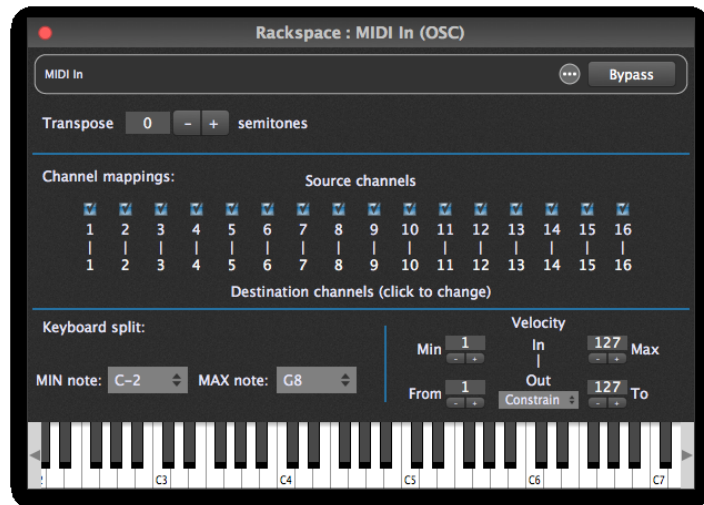 Rackspace : MIDI In (OSC)
MIDI In
Bypass
Transpose 0 - + semitones
Channel mappings:
Source channels
1 2 3 4 5 6 7 8 9 10 11 12 13 14 15 16
1 2 3 4 5 6 7 8 9 10 11 12 13 14 15 16
Destination channels (click to change)
Keyboard split:
MIN note: C-2 MAX note: G8
Velocity
Min 1 - + In 127 - + Max
From 1 - + Out 127 - + To
Constrain
C3 C4 C5 C6 C7